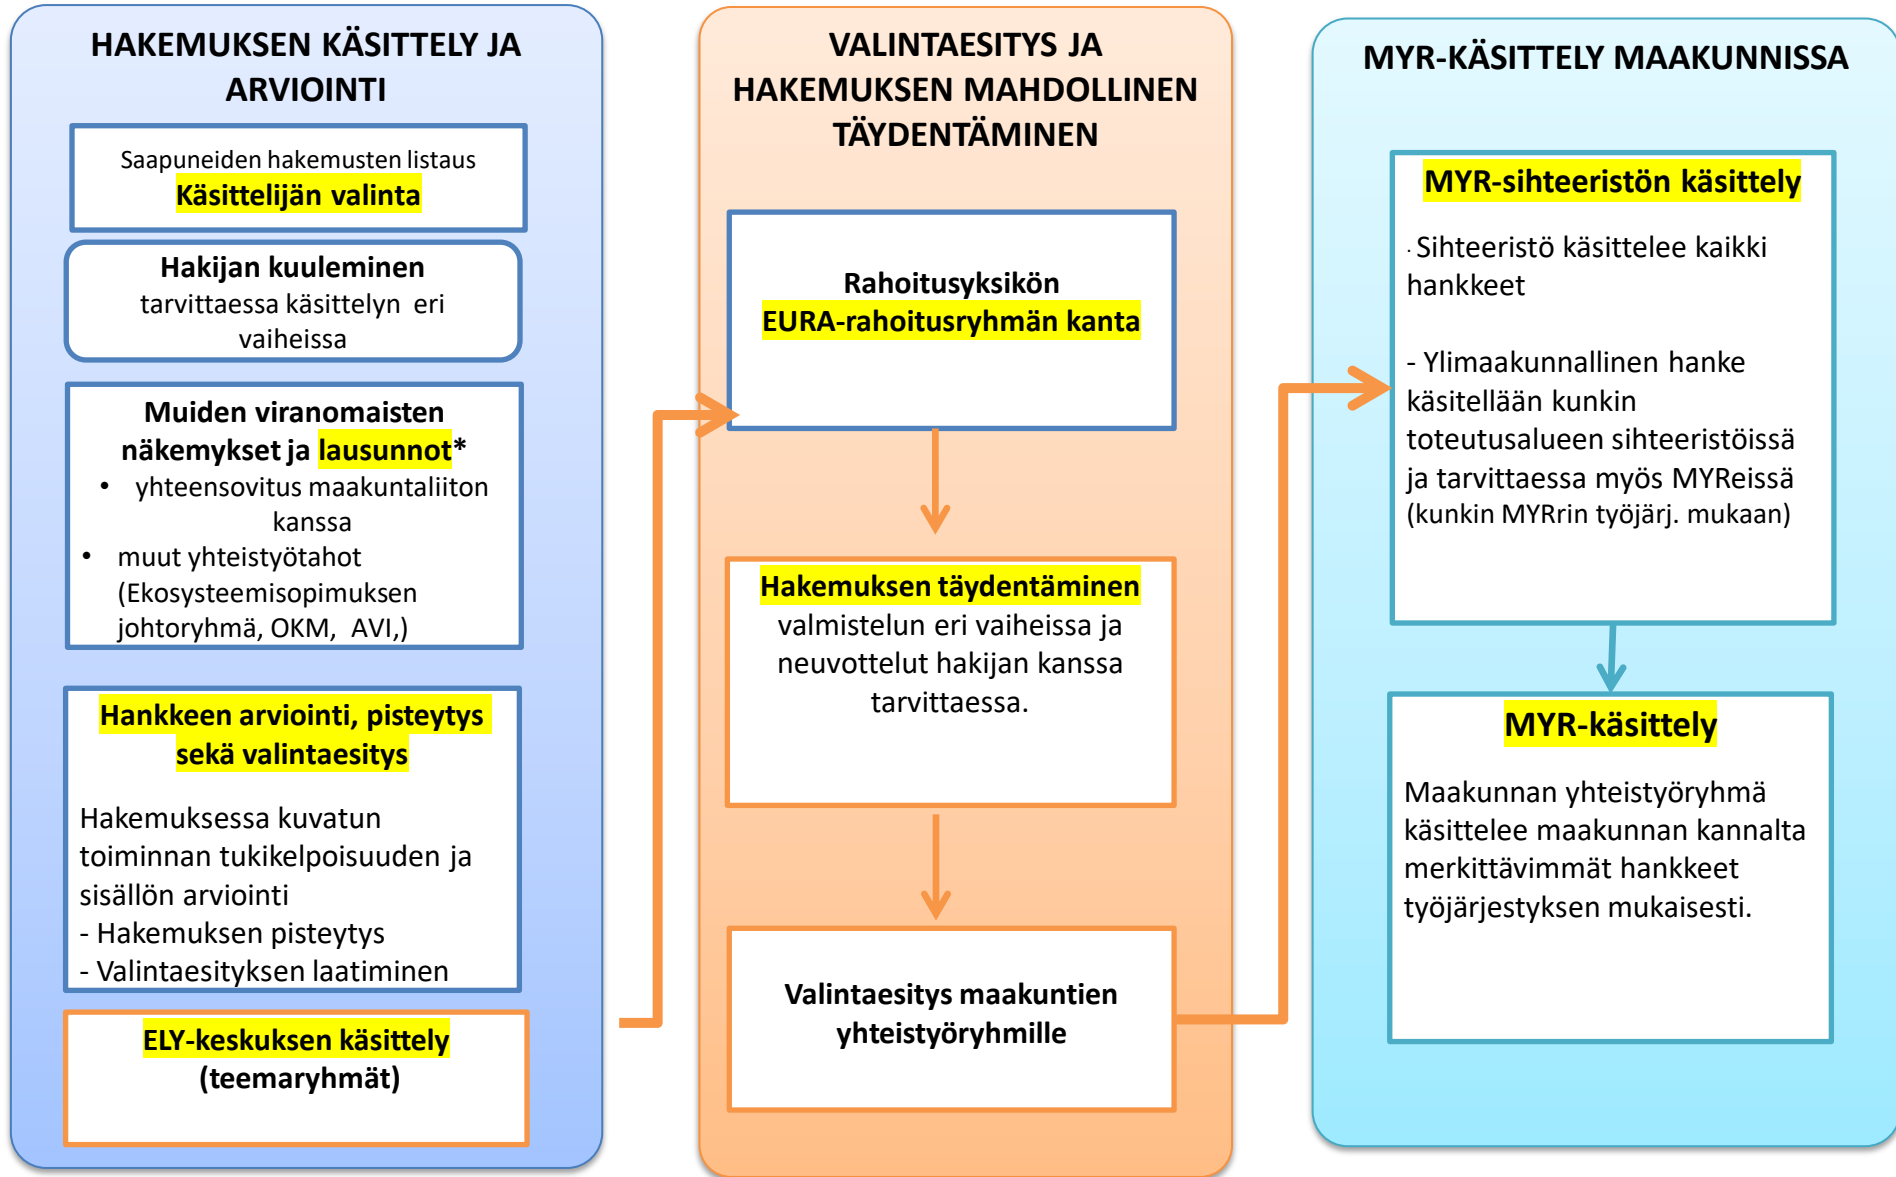 HAKEMUKSEN KÄSITTELY JA
ARVIOINTI
Saapuneiden hakemusten listaus
Käsittelijän valinta
Hakijan kuuleminen
tarvittaessa käsittelyn eri
vaiheissa
Muiden viranomaisten
näkemykset ja lausunnot*
• yhteensovitus maakuntaliiton
kanssa
• muut yhteistyötahot
(Ekosysteemisopimuksen
johtoryhmä, OKM, AVI,)
Hankkeen arviointi, pisteytys
sekä valintaesitys
Hakemuksessa kuvatun
toiminnan tukikelpoisuuden ja
sisällön arviointi
- Hakemuksen pisteytys
- Valintaesityksen laatiminen
ELY-keskuksen käsittely
(teemaryhmät)
VALINTAESITYS JA
HAKEMUKSEN MAHDOLLINEN
TÄYDENTÄMINEN
Rahoitusyksikön
EURA-rahoitusryhmän kanta
Hakemuksen täydentäminen
valmistelun eri vaiheissa ja
neuvottelut hakijan kanssa
tarvittaessa.
Valintaesitys maakuntien
yhteistyöryhmille
MYR-KÄSITTELY MAAKUNNISSA
MYR-sihteeristön käsittely
· Sihteeristö käsittelee kaikki
hankkeet
- Ylimaakunnallinen hanke
käsitellään kunkin
toteutusalueen sihteeristöissä
ja tarvittaessa myös MYReissä
(kunkin MYRrin työjärj. mukaan)
MYR-käsittely
Maakunnan yhteistyöryhmä
käsittelee maakunnan kannalta
merkittävimmät hankkeet
työjärjestyksen mukaisesti.